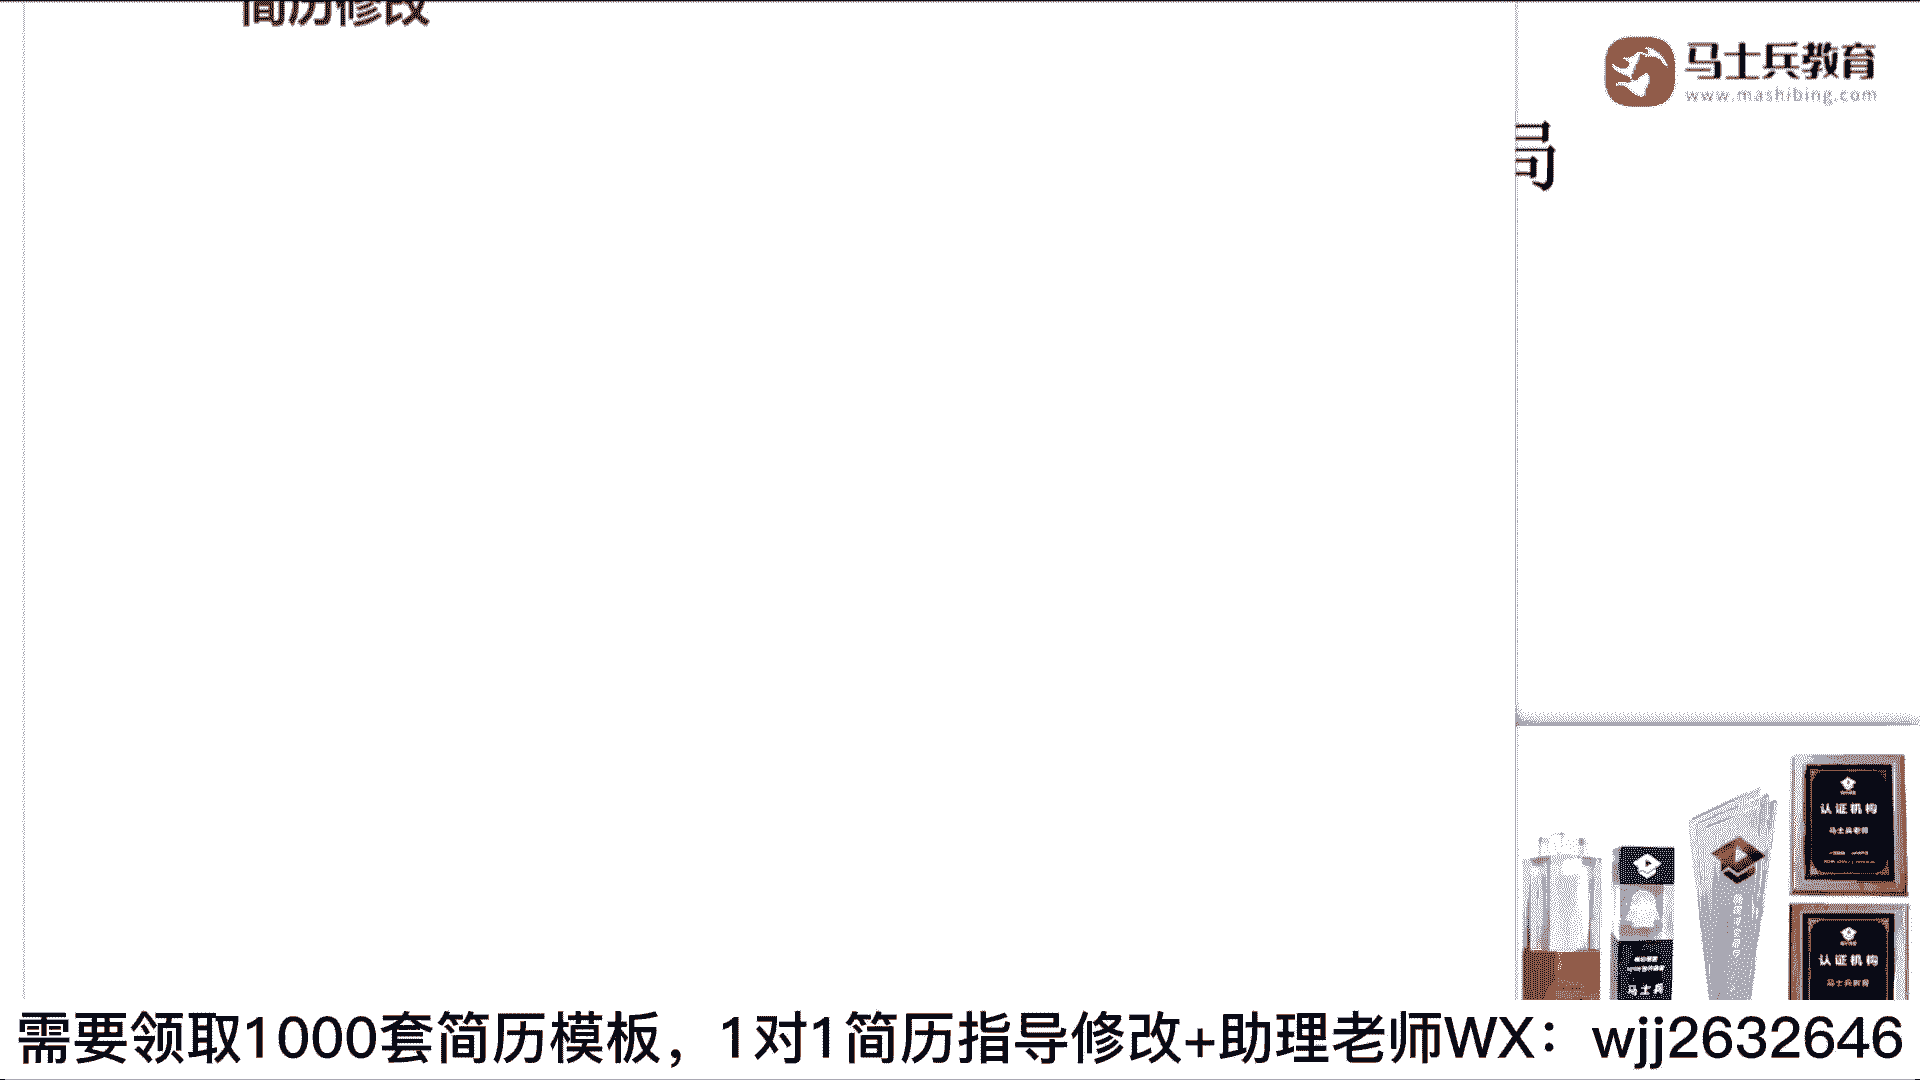 简历修改
马士兵教育
www.mashibing.com
局
认证机构
马士兵老师
认证机构
马士兵教育
马士兵
需要领取1000套简历模板，1对1简历指导修改+助理老师WX：wjj2632646